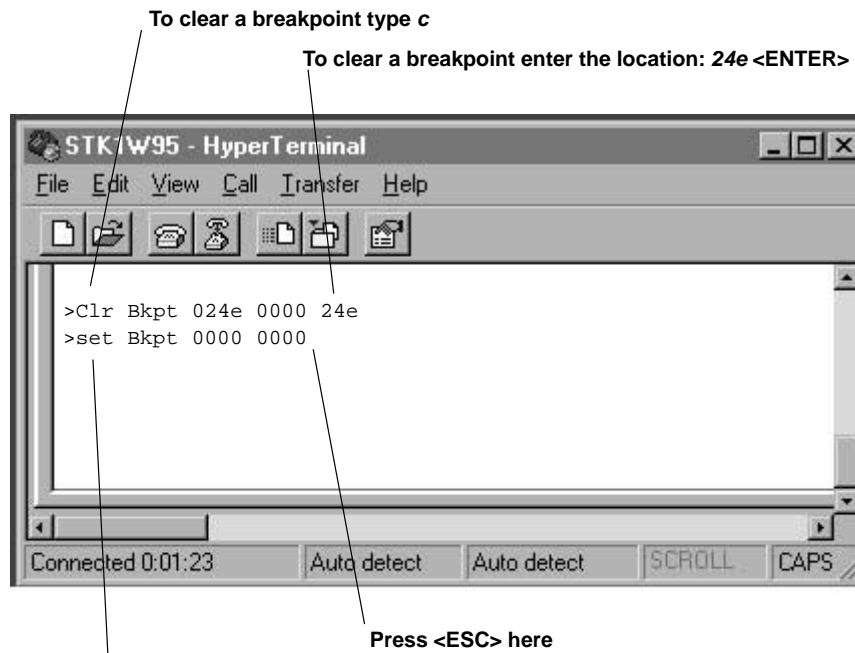 To clear a breakpoint type c
To clear a breakpoint enter the location: 24e <ENTER>
STK1W95 - HyperTerminal
File Edit View Call Transfer Help
>Clr Bkpt 024e 0000 24e
>set Bkpt 0000 0000
Connected 0:01:23 Auto detect Auto detect SCROLL CAPS
Press <ESC> here